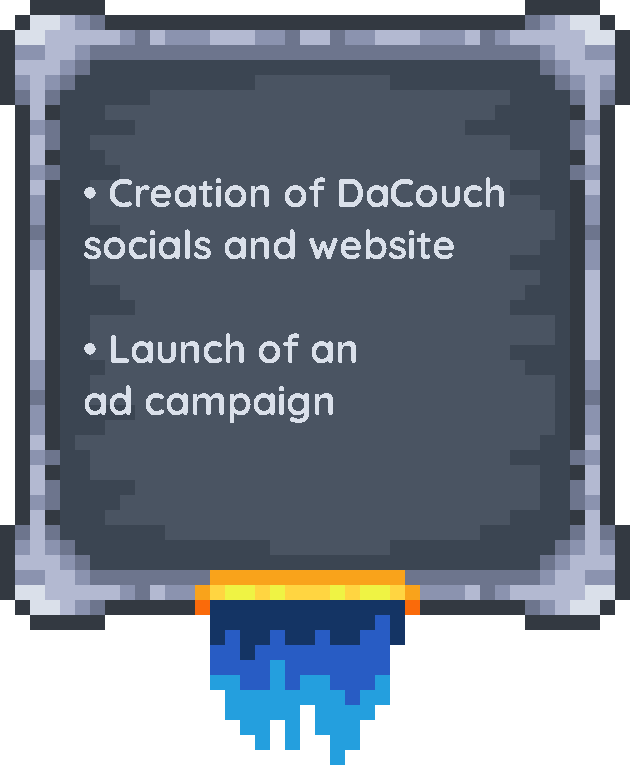 • Creation of DaCouch
socials and website
• Launch of an
ad campaign